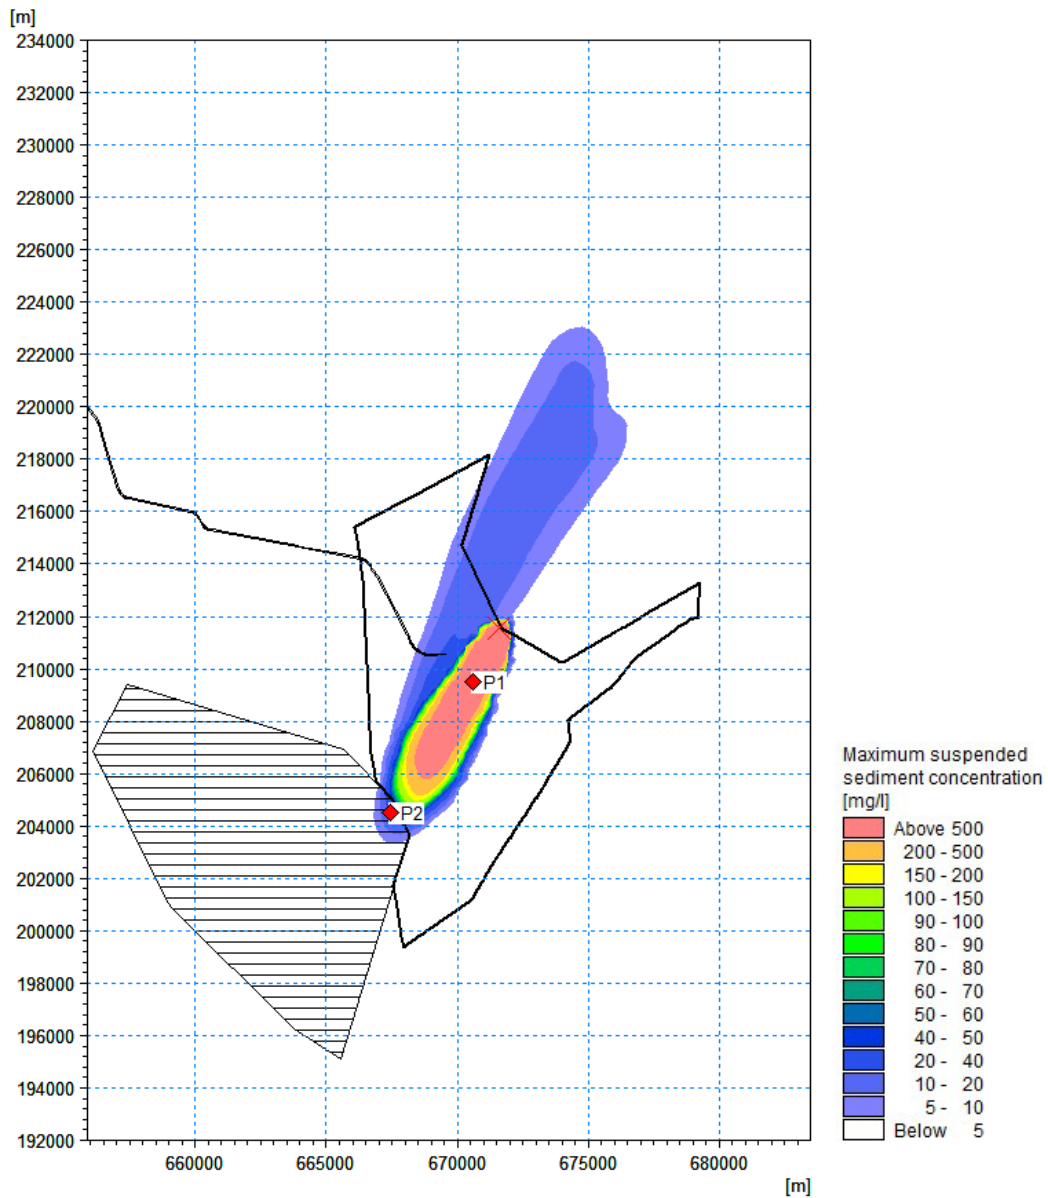 [m]
234000
232000
230000
228000
226000
224000
222000
220000
218000
216000
214000
212000
210000
208000
206000
204000
202000
200000
198000
196000
194000
192000
P1
P2
660000 665000 670000 675000 680000
[m]
Maximum suspended
sediment concentration
[mg/l]
Above 500
200 - 500
150 - 200
100 - 150
90 - 100
80 - 90
70 - 80
60 - 70
50 - 60
40 - 50
20 - 40
10 - 20
5 - 10
Below 5